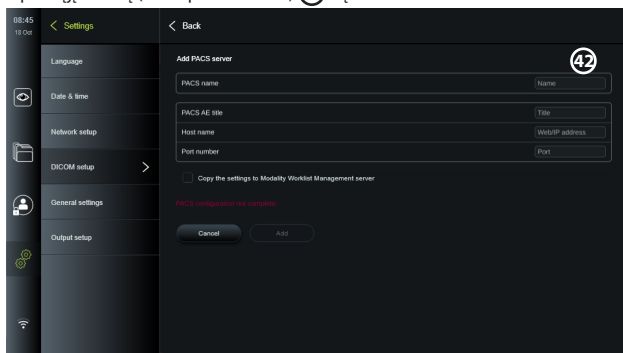 08:45
18 Oct
Settings
Back
Language
Date & time
Network setup
DICOM setup
General settings
Output setup
Add PACS server
42
PACS name
Name
PACS AE title
Title
Host name
Web/IP address
Port number
Port
Copy the settings to Modality Worklist Management server
PACS configuration not complete
Cancel
Add